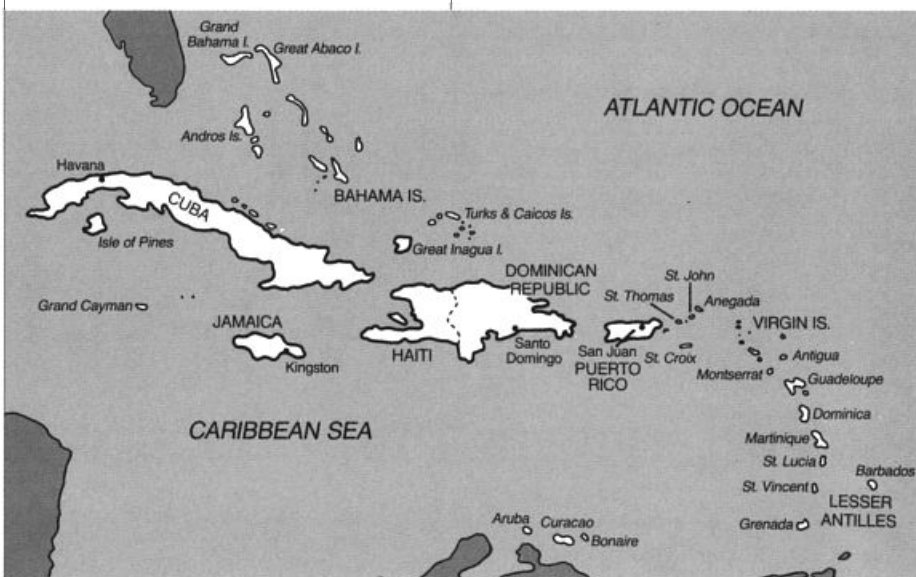 Grand
Bahama I.
Great Abaco I.
ATLANTIC OCEAN
Andros Is.
Havana
BAHAMA IS.
CUBA
Turks & Caicos Is.
Isle of Pines
Great Inagua I.
DOMINICAN
REPUBLIC
St. John
St. Thomas
Anegada
Grand Cayman
JAMAICA
VIRGIN IS.
HAITI
Santo
Domingo
San Juan
PUERTO
RICO
St. Croix
Antigua
Kingston
Montserrat
Guadeloupe
Dominica
CARIBBEAN SEA
Martinique
St. Lucia
Barbados
St. Vincent
LESSER
ANTILLES
Aruba
Curacao
Bonaire
Grenada